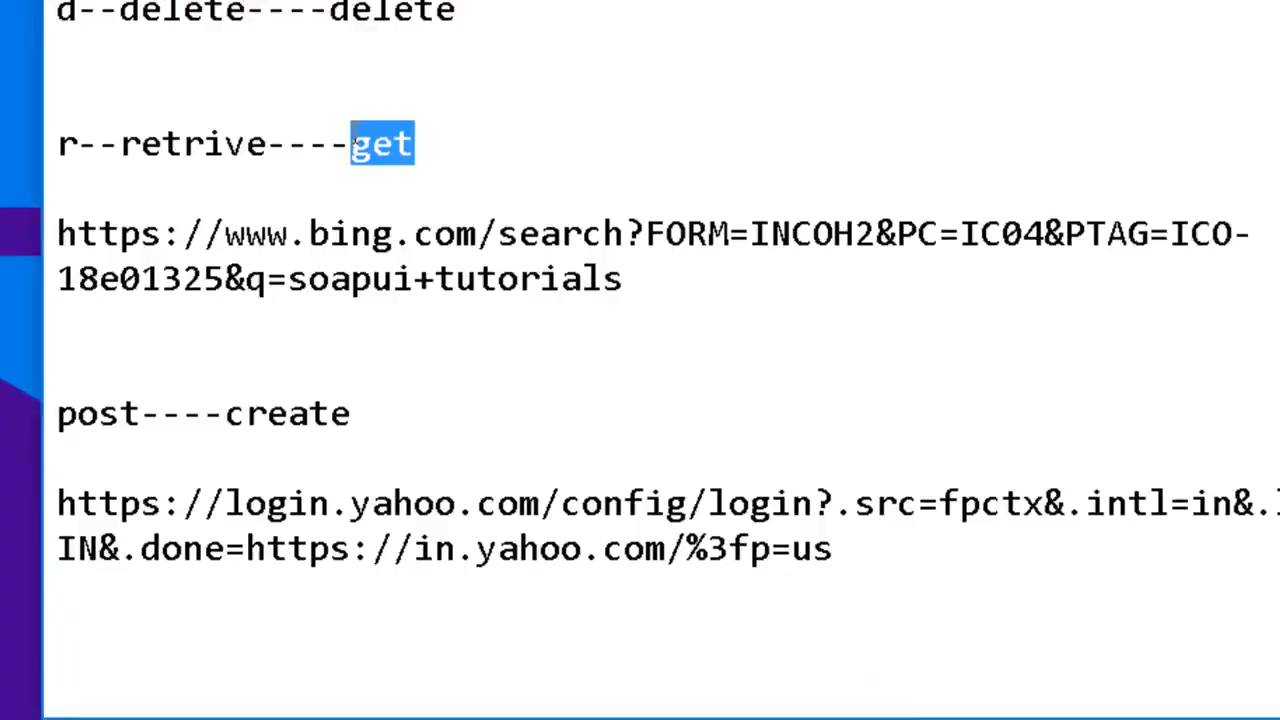 d--delete----delete
r--retrive----get
https://www.bing.com/search?FORM=INCOH2&PC=IC04&PTAG=ICO-
18e01325&q=soapui+tutorials
post----create
https://login.yahoo.com/config/login?.src=fpctx&.intl=in&.
IN&.done=https://in.yahoo.com/%3fp=us